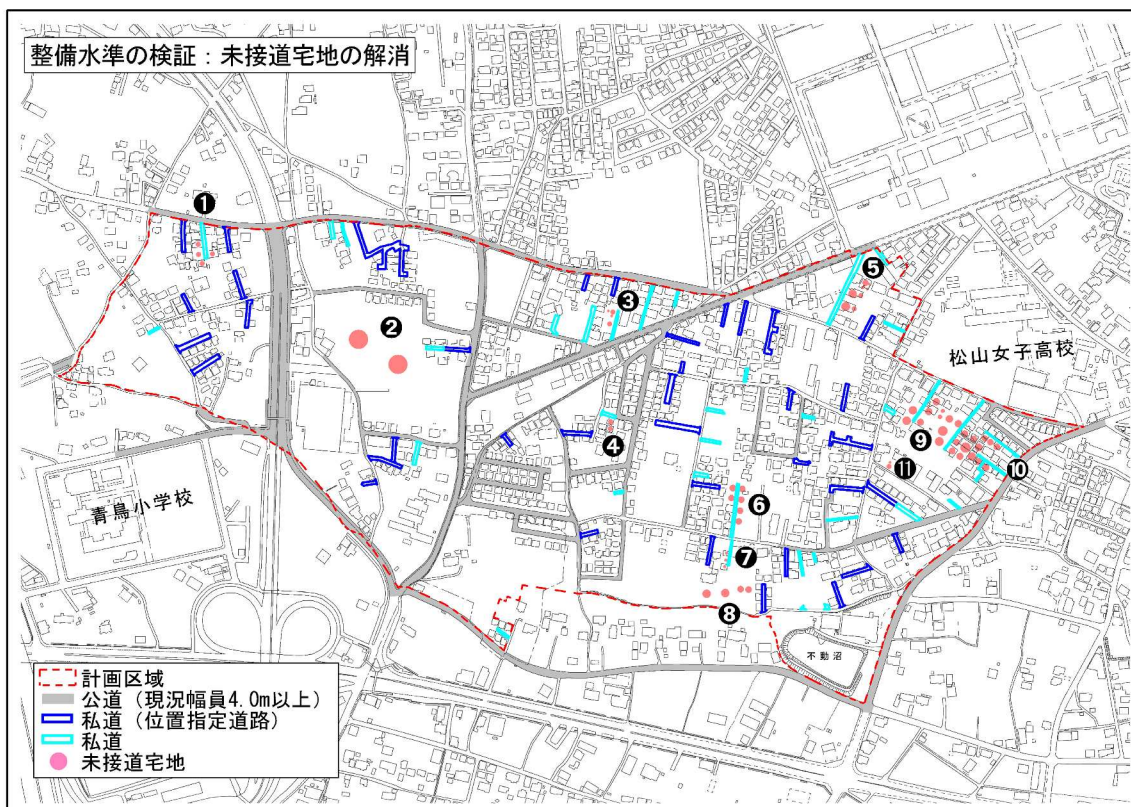 整備水準の検証:未接道宅地の解消
❶
❷
❸
❹
❺
松山女子高校
❻
❼
❽
❾
❿
⓫
青鳥小学校
不動沼
計画区域
公道(現況幅員4.0m以上)
私道(位置指定道路)
私道
未接道宅地